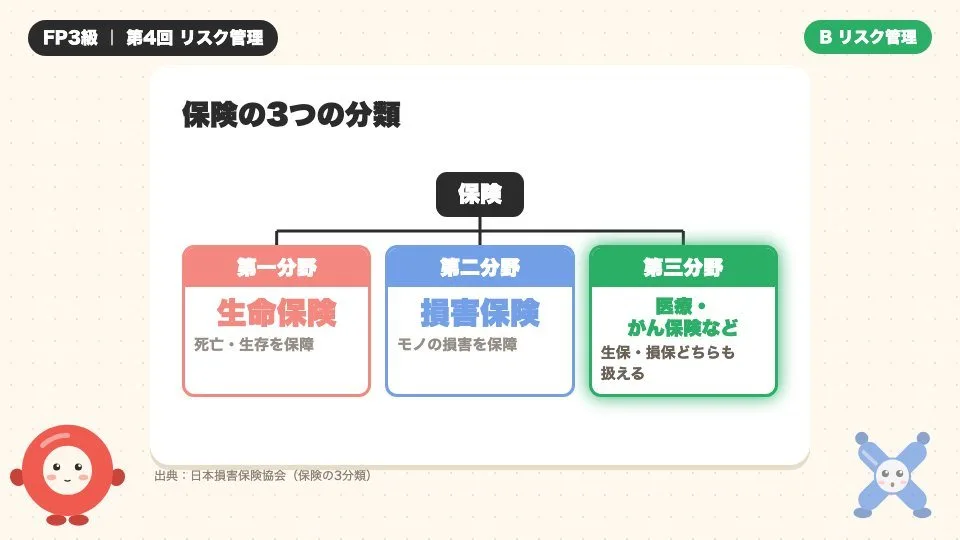 FP3級 | 第4回 リスク管理
B リスク管理
保険の3つの分類
保険
第一分野
生命保険
死亡・生存を保障
第二分野
損害保険
モノの損害を保障
第三分野
医療・
がん保険など
生保・損保どちらも
扱える
出典：日本損害保険協会（保険の3分類）